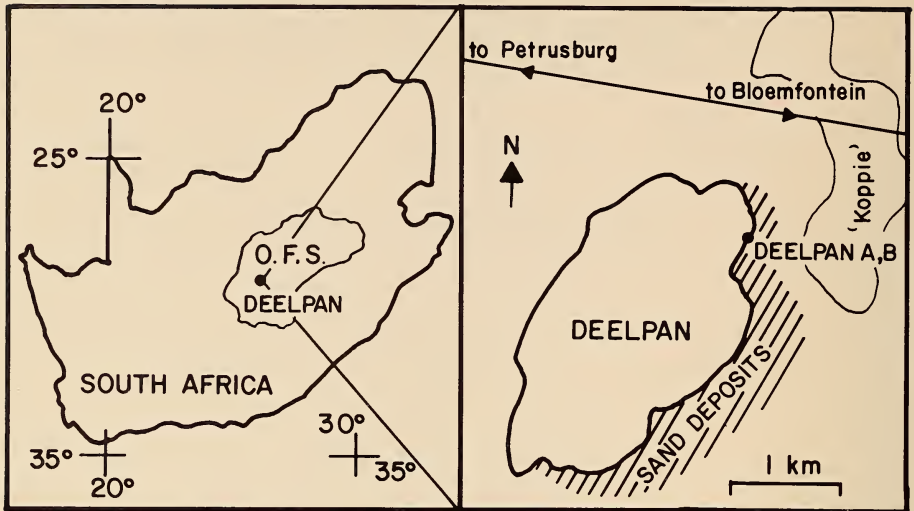 20°
25°
O.F.S.
DEELPAN
SOUTH AFRICA
30°
35°
35°
20°
to Petrusburg
to Bloemfontein
N
'Koppie'
DEELPAN A,B
DEELPAN
SAND DEPOSITS
1 km